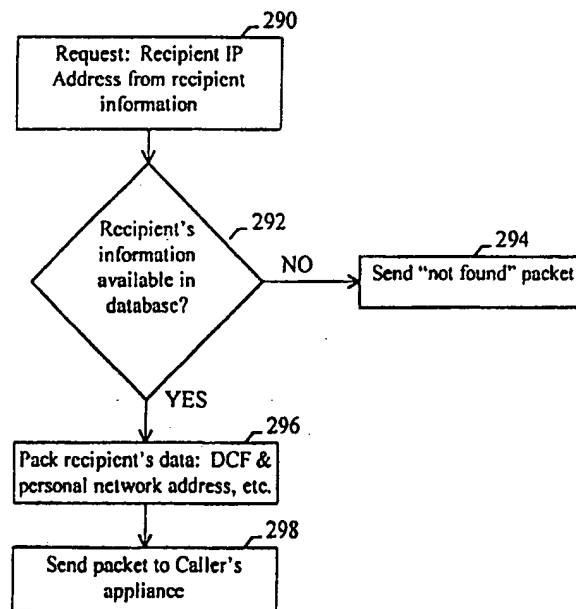 290
Request: Recipient IP
Address from recipient
information
292
Recipient's
information
available in
database?
NO
294
Send "not found" packet
YES
296
Pack recipient's data: DCF &
personal network address, etc.
298
Send packet to Caller's
appliance